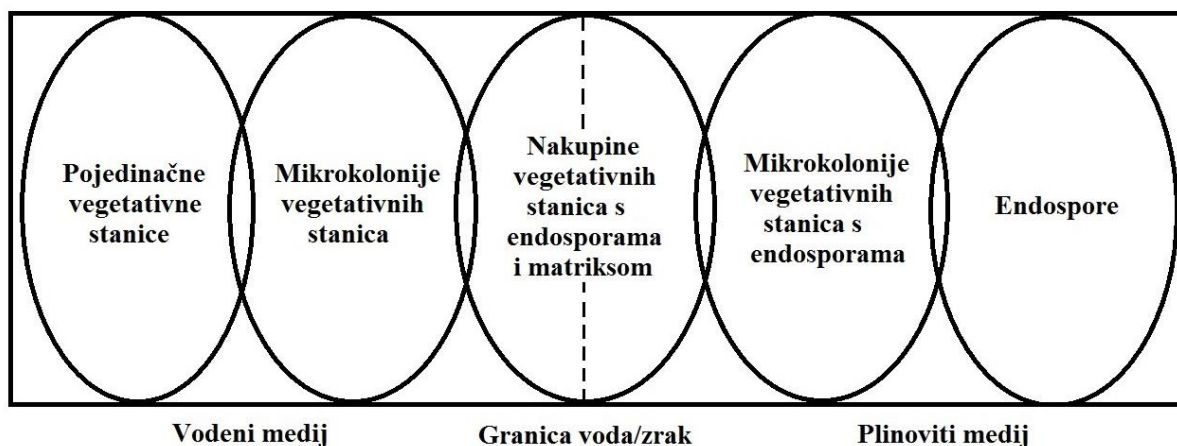 Pojedinačne
vegetativne
stanice
Mikrokolonije
vegetativnih
stanica
Nakupine
vegetativnih
stanica s
endosporama
i matriksom
Mikrokolonije
vegetativnih
stanica s
endosporama
Endospore
Vodeni medij
Granica voda/zrak
Plinoviti medij